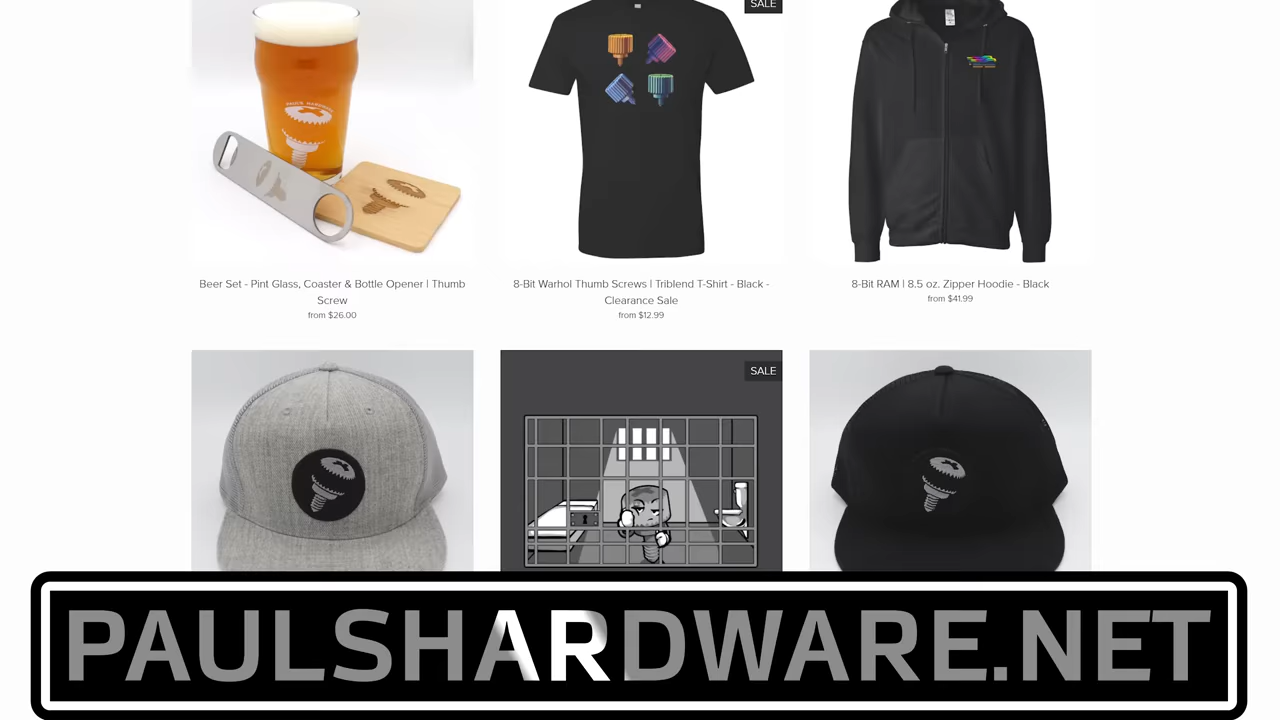 SALE
PAUL'S HARDWARE
Beer Set - Pint Glass, Coaster & Bottle Opener | Thumb
Screw
from $26.00
8-Bit Warhol Thumb Screws | Triblend T-Shirt - Black -
Clearance Sale
from $12.99
8-Bit RAM | 8.5 oz. Zipper Hoodie - Black
from $41.99
SALE
PAULSHARDWARE.NET